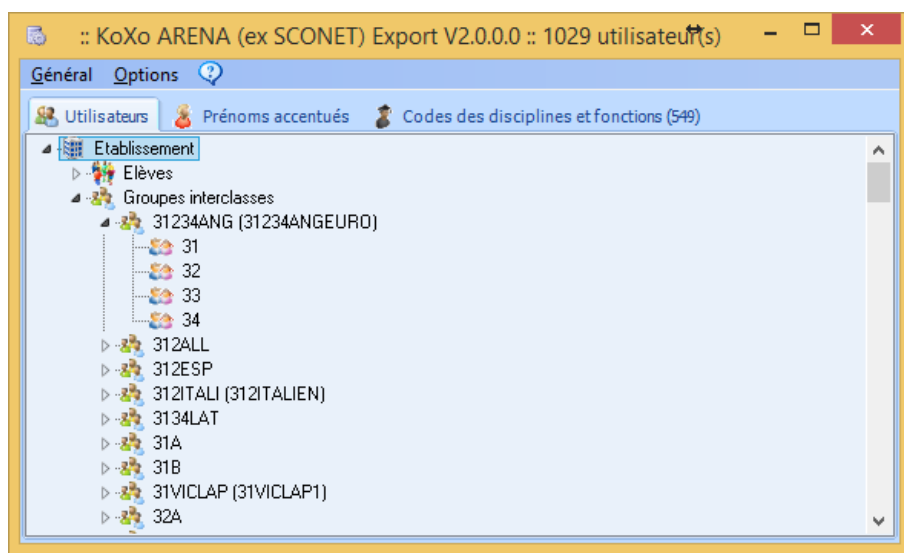 :: KoXo ARENA (ex SCONET) Export V2.0.0.0 :: 1029 utilisateur(s)
Général Options
Utilisateurs Prénoms accentués Codes des disciplines et fonctions (549)
Etablissement
Elèves
Groupes interclasses
31234ANG (31234ANGEURO)
31
32
33
34
312ALL
312ESP
312ITALI (312ITALIEN)
3134LAT
31A
31B
31VICLAP (31VICLAP1)
32A